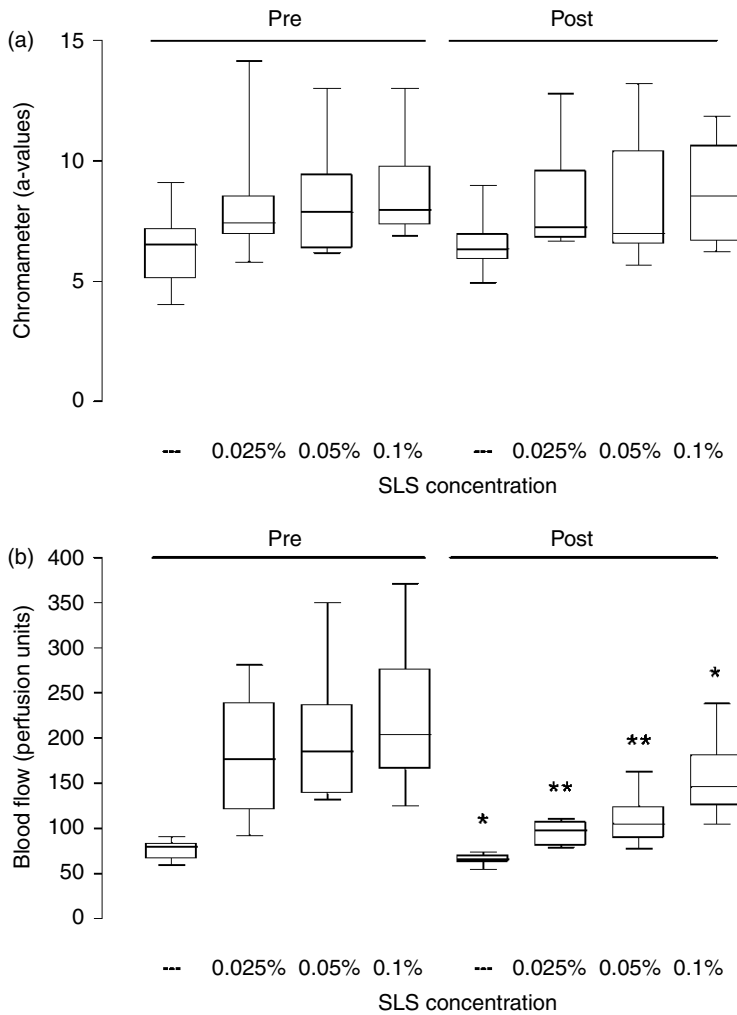 (a)
Pre Post
15
10
5
0
Chromameter (a-values)
--- 0.025% 0.05% 0.1% --- 0.025% 0.05% 0.1%
SLS concentration
(b)
Pre Post
400
350
300
250
200
150
100
50
0
Blood flow (perfusion units)
* ** ** *
--- 0.025% 0.05% 0.1% --- 0.025% 0.05% 0.1%
SLS concentration